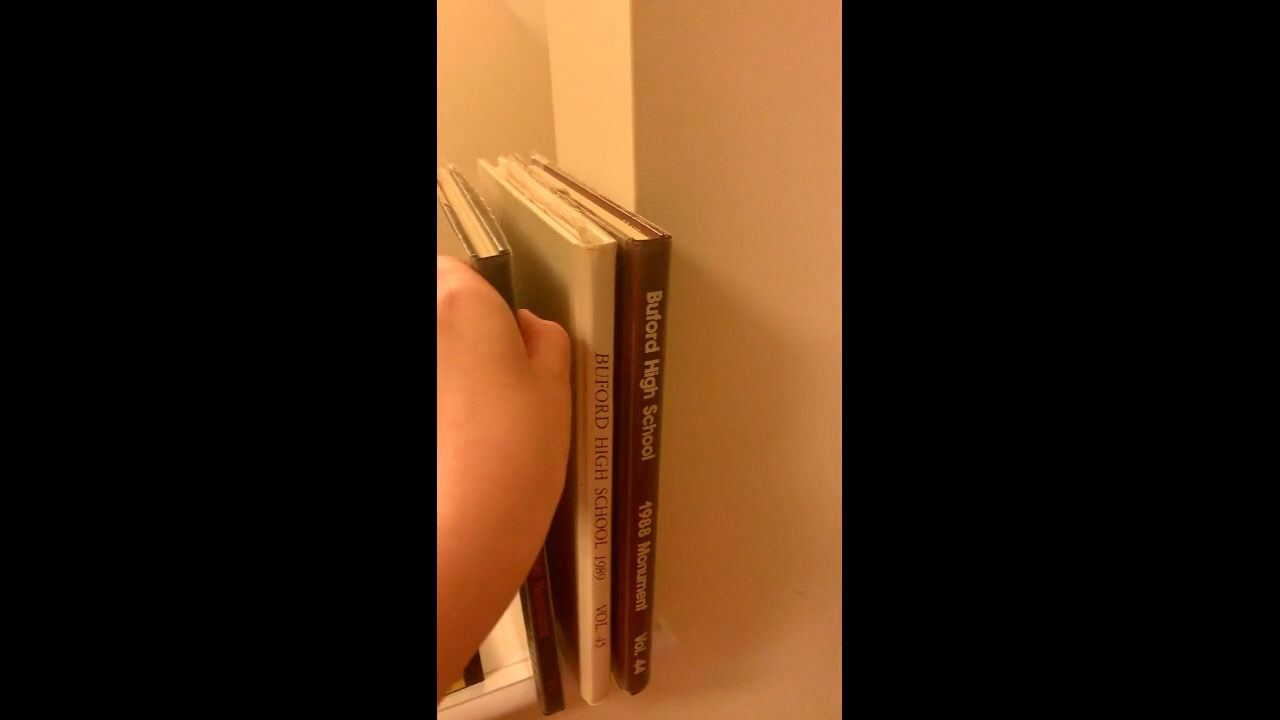 Buford High School 1988 Monument Vol. 44
BUFORD HIGH SCHOOL 1989 VOL. 45